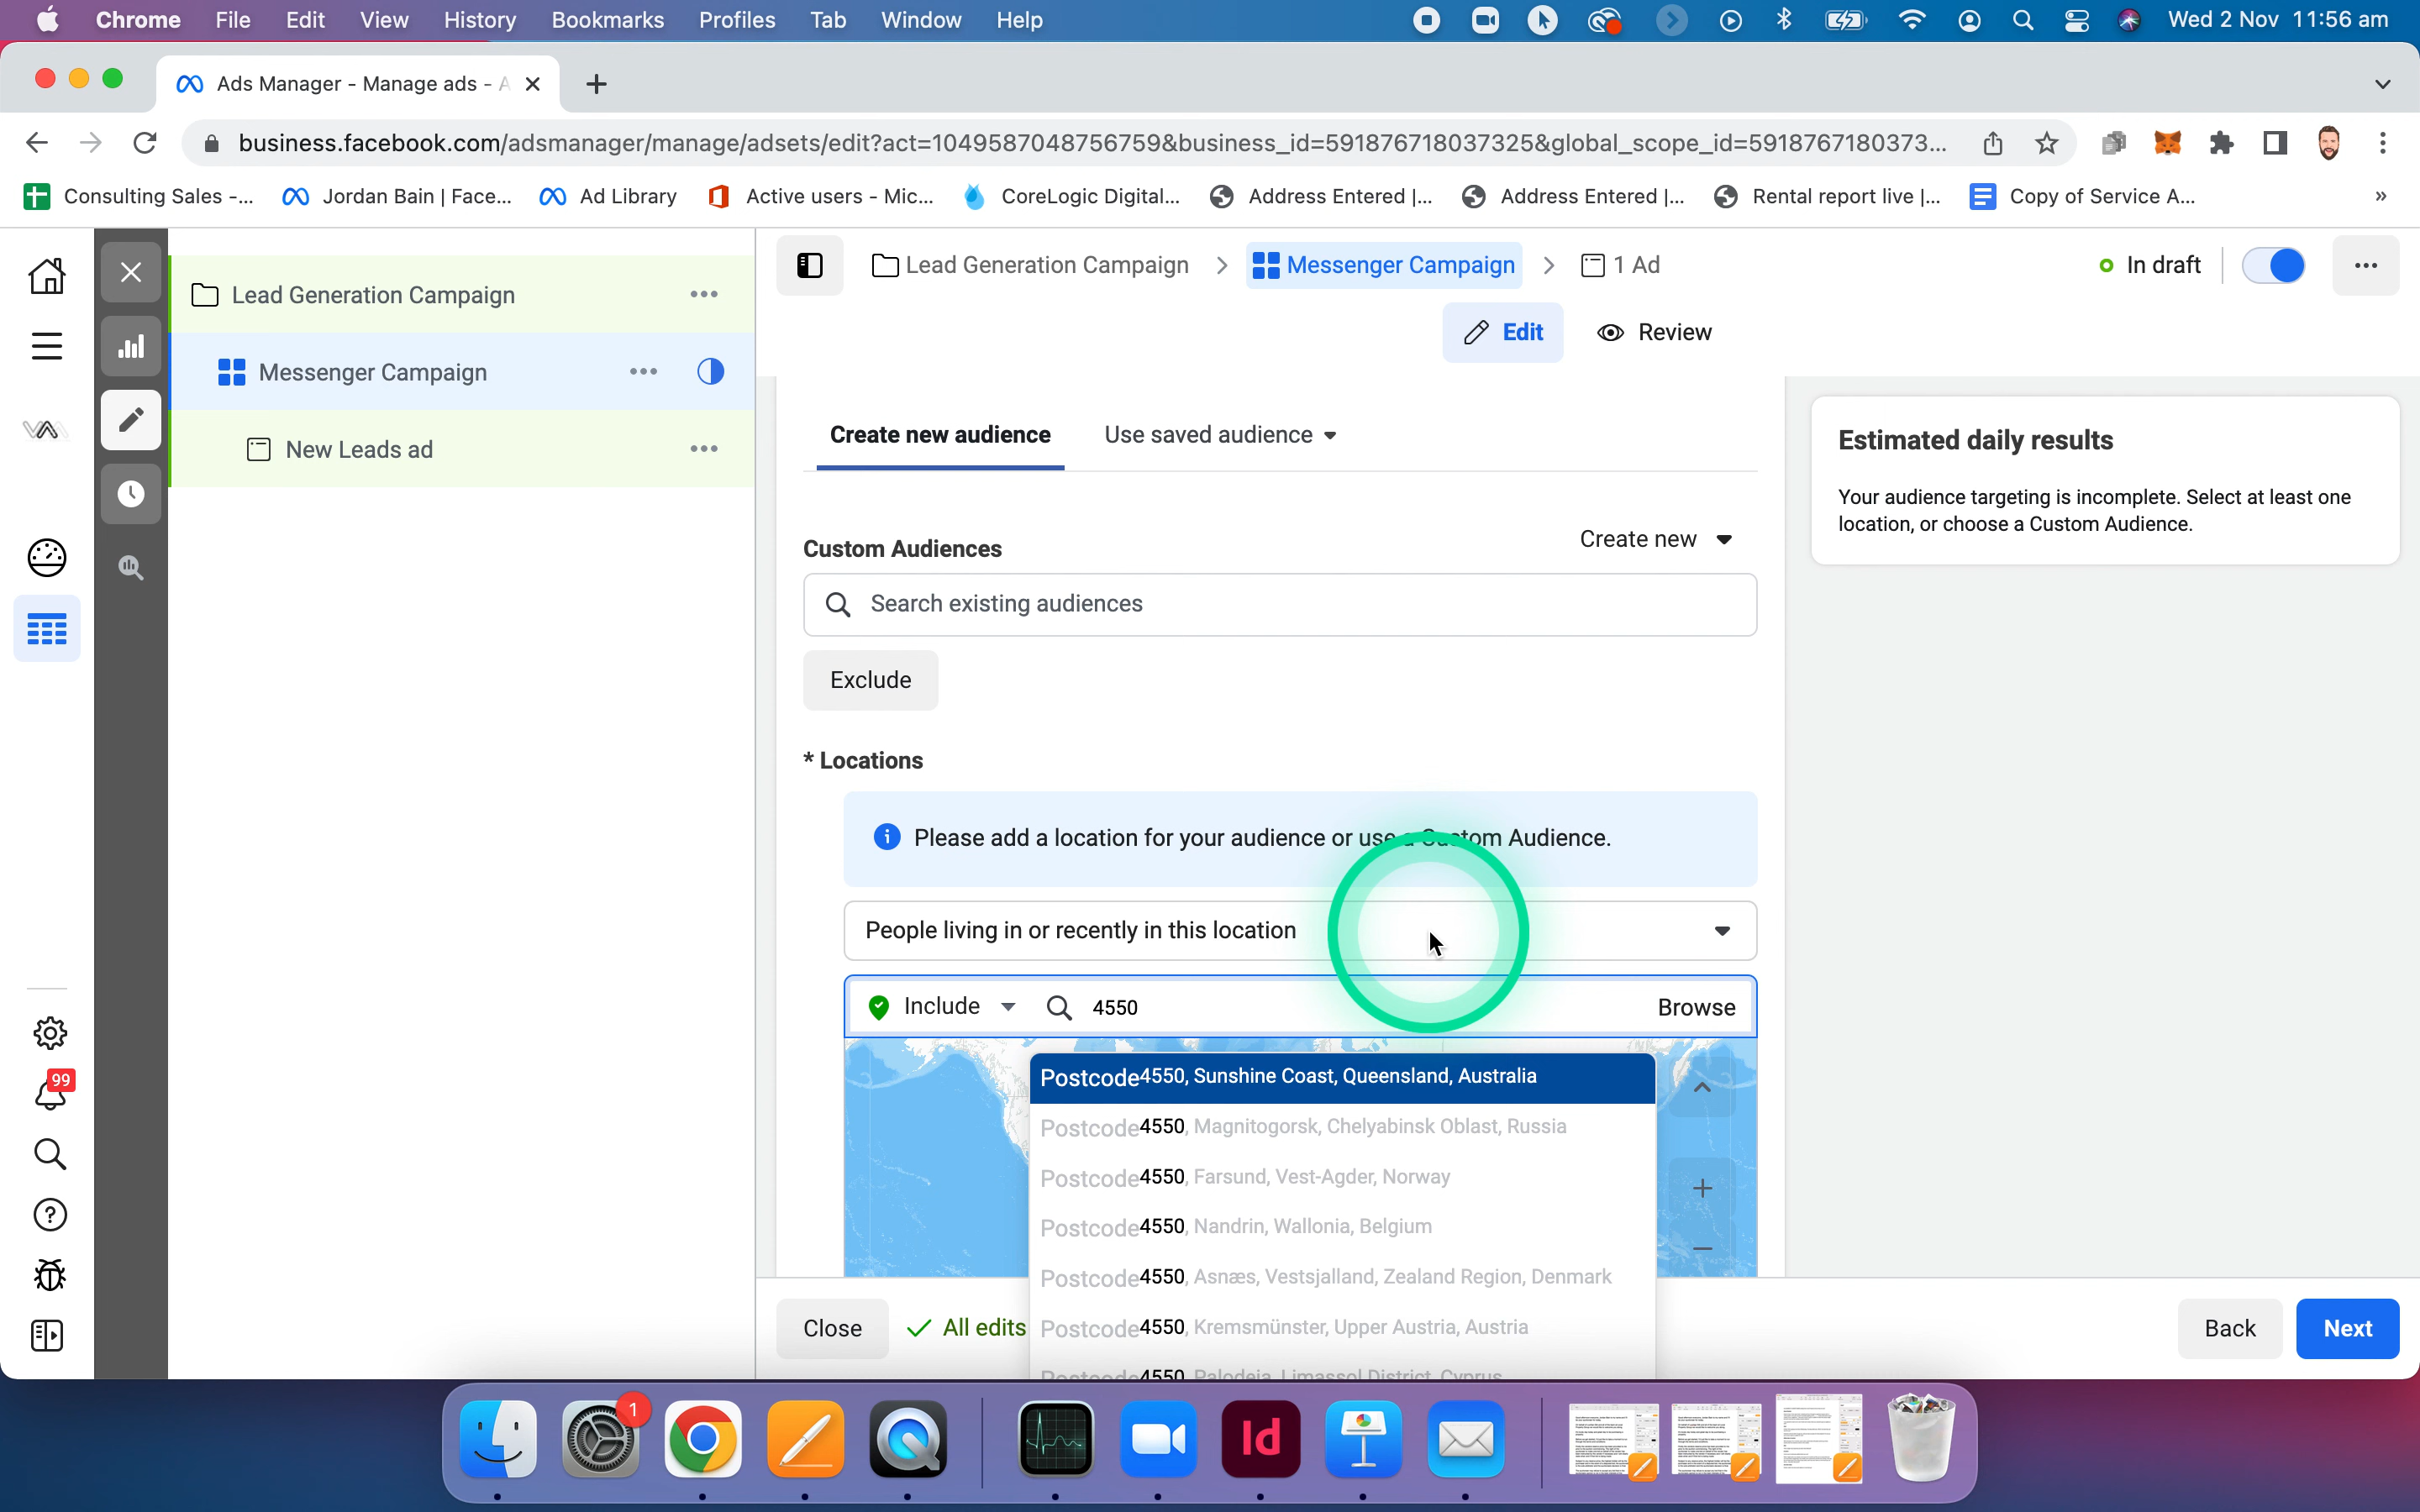 Chrome File Edit View History Bookmarks Profiles Tab Window Help Wed 2 Nov 11:56 am
Ads Manager - Manage ads - A
business.facebook.com/adsmanager/manage/adsets/edit?act=1049587048756759&business_id=591876718037325&global_scope_id=5918767180373...
Consulting Sales -... Jordan Bain | Face... Ad Library Active users - Mic... CoreLogic Digital... Address Entered |... Address Entered |... Rental report live |... Copy of Service A... »
Lead Generation Campaign
Messenger Campaign
New Leads ad
Lead Generation Campaign Messenger Campaign 1 Ad In draft
Edit Review
Create new audience Use saved audience
Custom Audiences Create new
Search existing audiences
Exclude
* Locations
Please add a location for your audience or use a Custom Audience.
People living in or recently in this location
Include 4550 Browse
Postcode4550, Sunshine Coast, Queensland, Australia
Postcode4550, Magnitogorsk, Chelyabinsk Oblast, Russia
Postcode4550, Farsund, Vest-Agder, Norway
Postcode4550, Nandrin, Wallonia, Belgium
Postcode4550, Asnæs, Vestsjalland, Zealand Region, Denmark
Postcode4550, Kremsmünster, Upper Austria, Austria
Postcode4550, Palodeia, Limassol District, Cyprus
Estimated daily results
Your audience targeting is incomplete. Select at least one
location, or choose a Custom Audience.
Close All edits
Back Next
99
1
Id